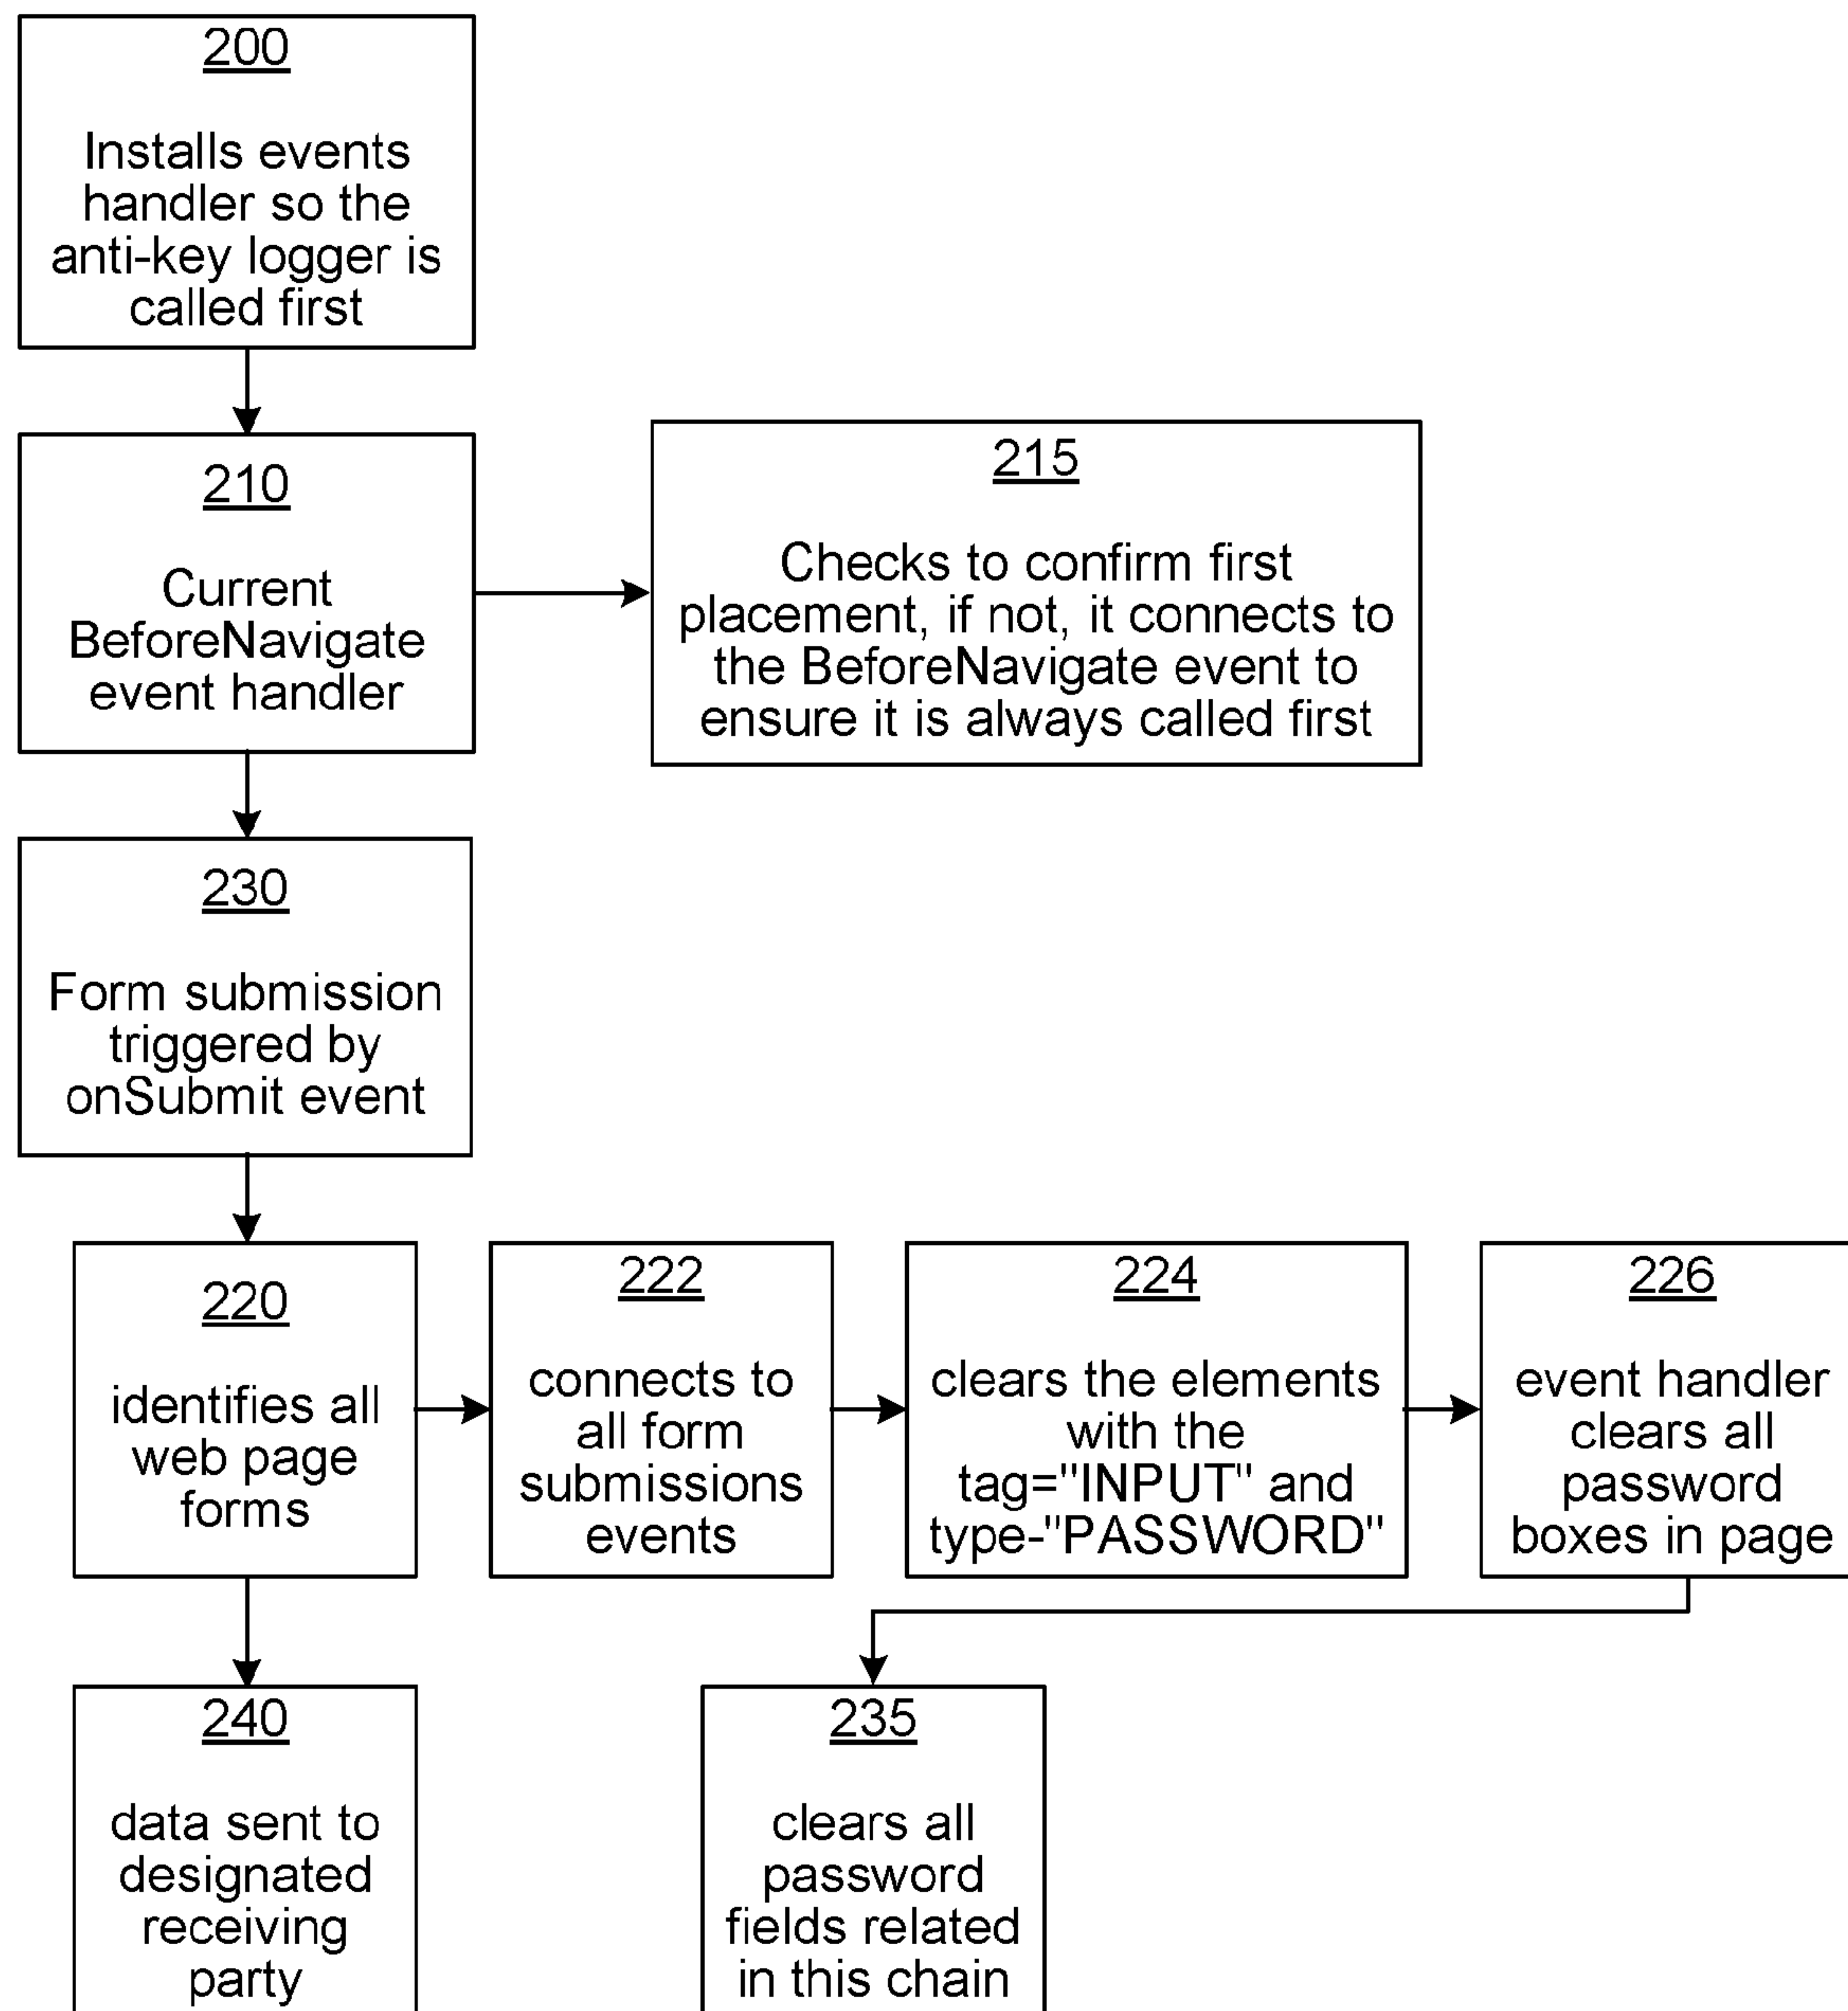 200
Installs events
handler so the
anti-key logger is
called first
210
Current
BeforeNavigate
event handler
215
Checks to confirm first
placement, if not, it connects to
the BeforeNavigate event to
ensure it is always called first
230
Form submission
triggered by
onSubmit event
220
identifies all
web page
forms
222
connects to
all form
submissions
events
224
clears the elements
with the
tag="INPUT" and
type-"PASSWORD"
226
event handler
clears all
password
boxes in page
240
data sent to
designated
receiving
party
235
clears all
password
fields related
in this chain